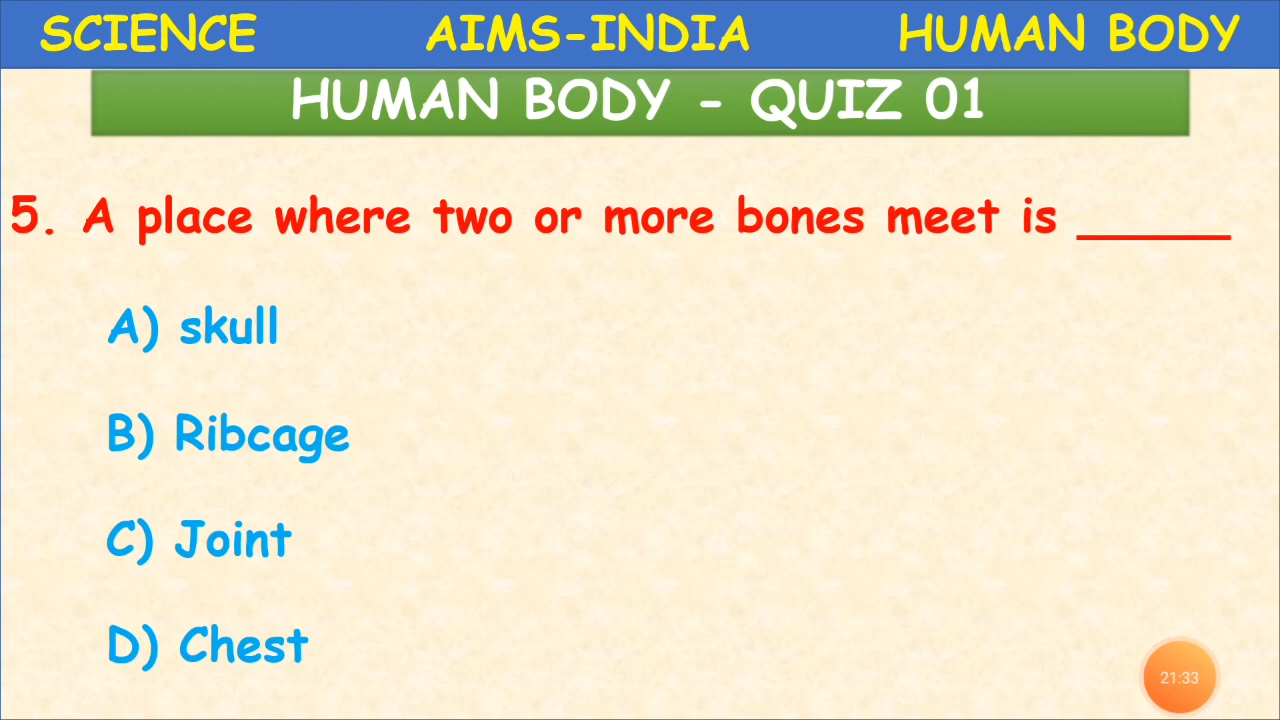 SCIENCE AIMS-INDIA HUMAN BODY
HUMAN BODY - QUIZ 01
5. A place where two or more bones meet is ______
A) skull
B) Ribcage
C) Joint
D) Chest
21:33